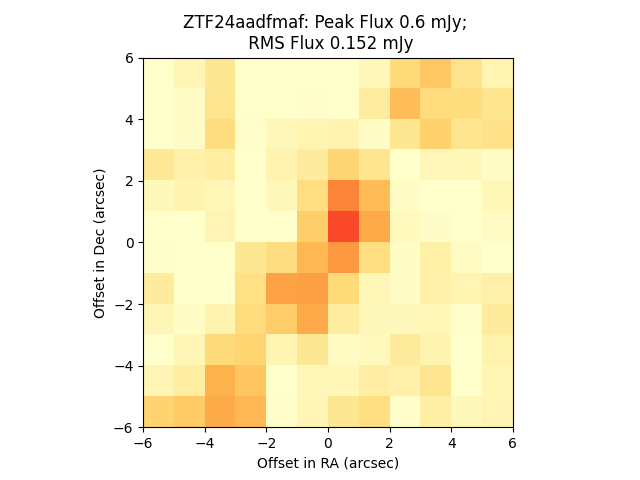 ZTF24aadfmaf: Peak Flux 0.6 mJy;
RMS Flux 0.152 mJy
6
4
2
0
−2
−4
−6
Offset in Dec (arcsec)
−6 −4 −2 0 2 4 6
Offset in RA (arcsec)